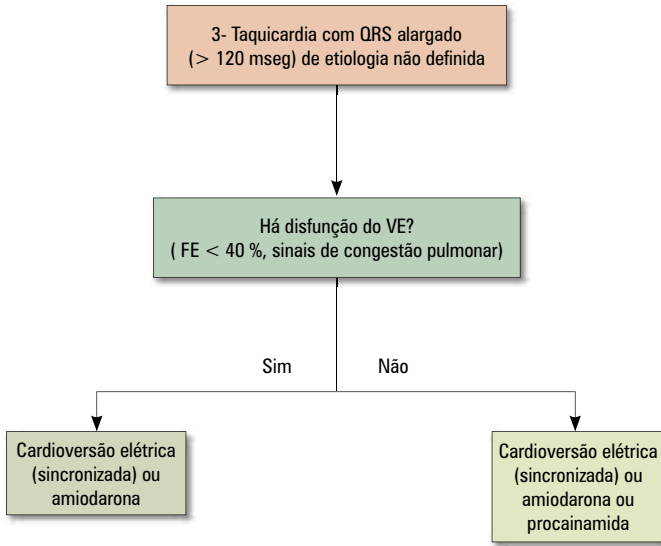 3- Taquicardia com QRS alargado
(> 120 mseg) de etiologia não definida
Há disfunção do VE?
( FE < 40 %, sinais de congestão pulmonar)
Sim
Não
Cardioversão elétrica
(sincronizada) ou
amiodarona
Cardioversão elétrica
(sincronizada) ou
amiodarona ou
procainamida